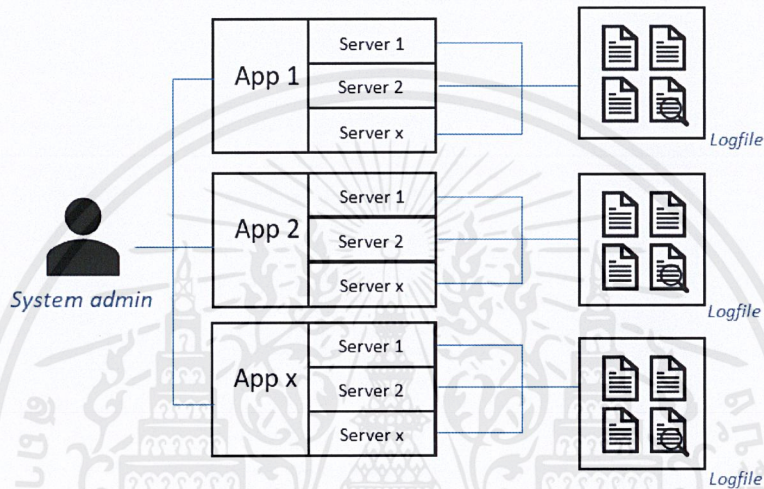 App 1
Server 1
Server 2
Server x
Logfile
System admin
App 2
Server 1
Server 2
Server x
Logfile
App x
Server 1
Server 2
Server x
Logfile